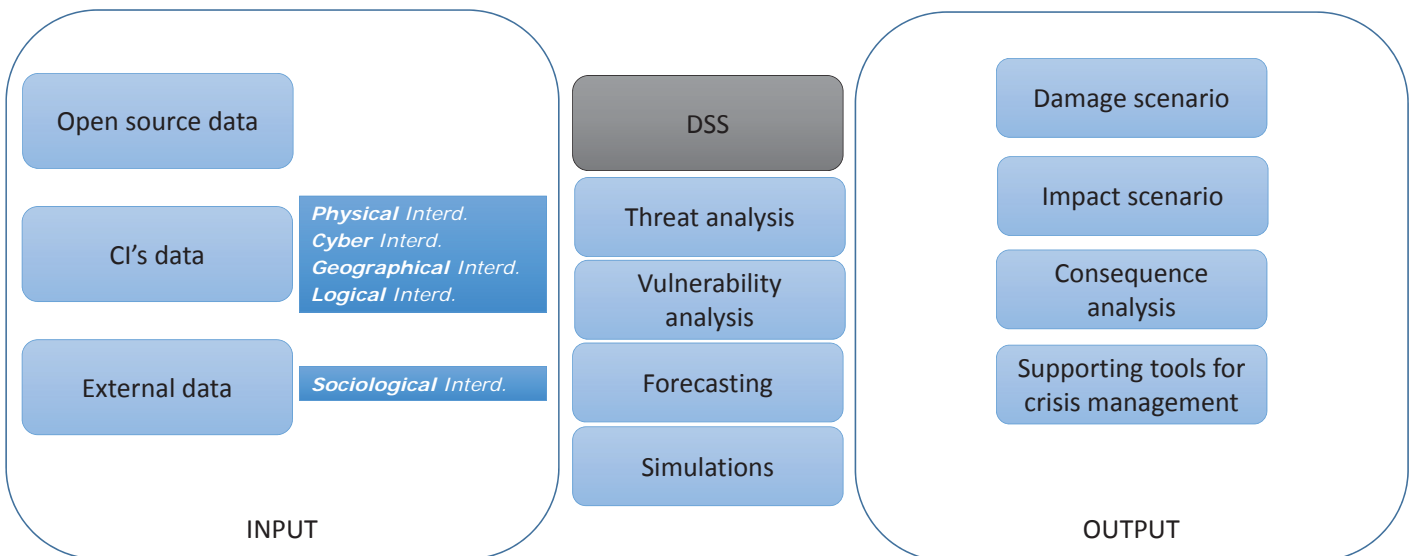 Open source data
CI's data
Physical Interd.
Cyber Interd.
Geographical Interd.
Logical Interd.
External data
Sociological Interd.
INPUT
DSS
Threat analysis
Vulnerability
analysis
Forecasting
Simulations
Damage scenario
Impact scenario
Consequence
analysis
Supporting tools for
crisis management
OUTPUT